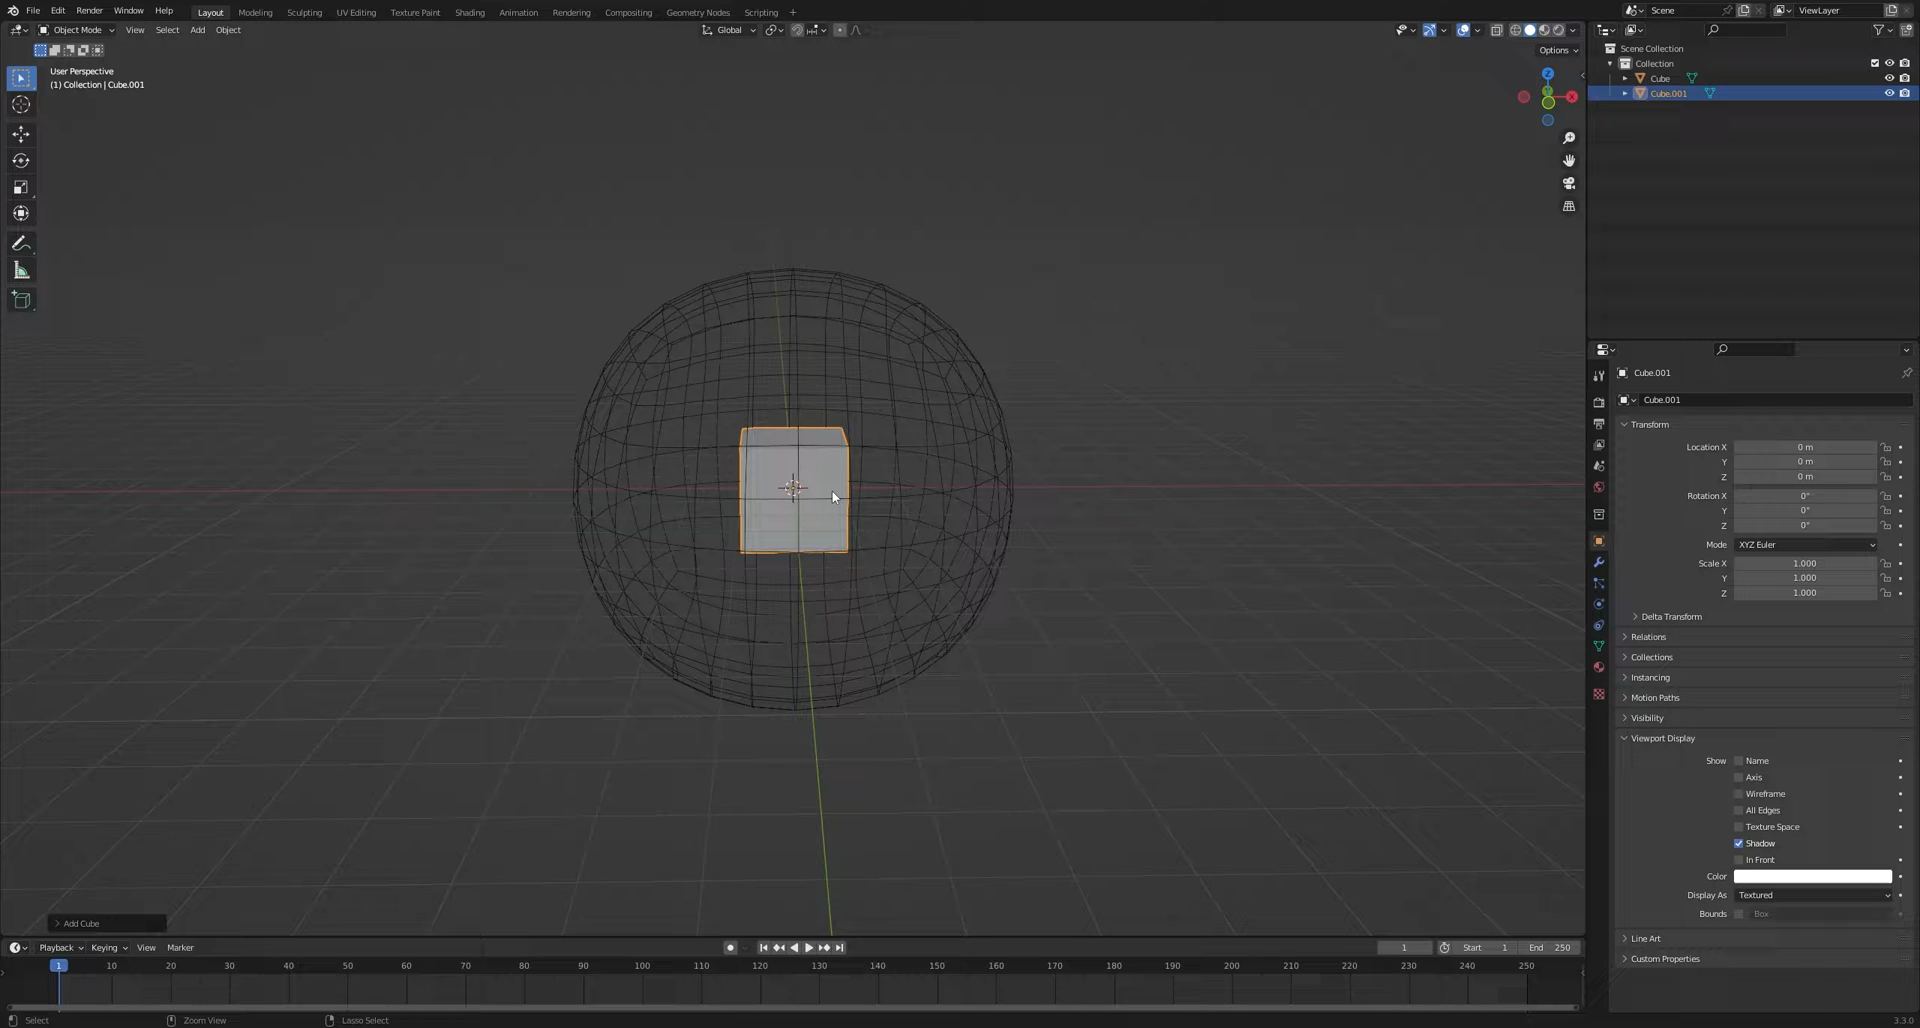 File Edit Render Window Help Layout Modeling Sculpting UV Editing Texture Paint Shading Animation Rendering Compositing Geometry Nodes Scripting + Scene ViewLayer
Object Mode View Select Add Object Global
Options
User Perspective
(1) Collection | Cube.001
Z
X
Scene Collection
Collection
Cube
Cube.001
Cube.001
Cube.001
Transform
Location X 0 m
Y 0 m
Z 0 m
Rotation X 0°
Y 0°
Z 0°
Mode XYZ Euler
Scale X 1.000
Y 1.000
Z 1.000
Delta Transform
Relations
Collections
Instancing
Motion Paths
Visibility
Viewport Display
Show Name
Axis
Wireframe
All Edges
Texture Space
Shadow
In Front
Color
Display As Textured
Bounds Box
Line Art
Custom Properties
Add Cube
Playback Keying View Marker 1 Start 1 End 250
1 10 20 30 40 50 60 70 80 90 100 110 120 130 140 150 160 170 180 190 200 210 220 230 240 250
Select Zoom View Lasso Select 3.3.0